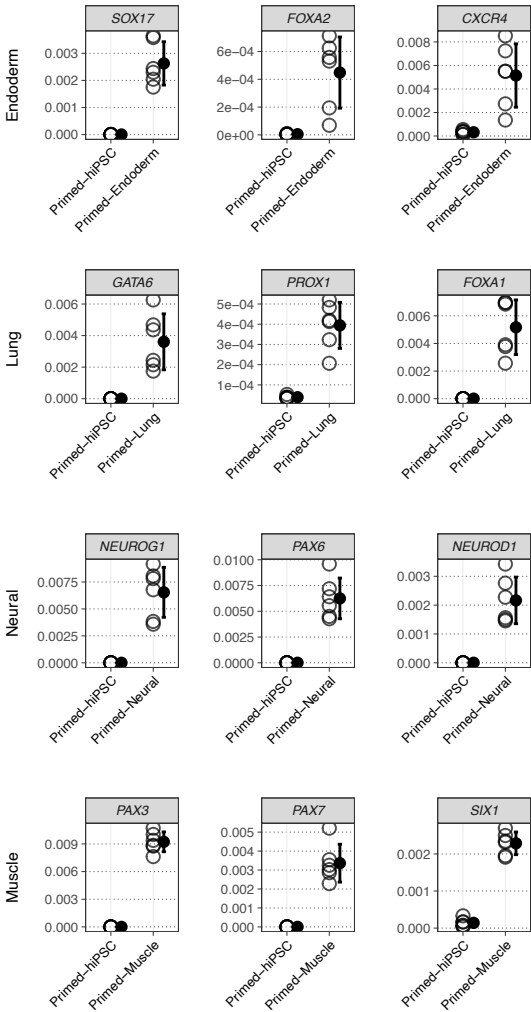 Endoderm
SOX17
0.003
0.002
0.001
0.000
Primed−hiPSC
Primed−Endoderm
FOXA2
6e−04
4e−04
2e−04
0e+00
Primed−hiPSC
Primed−Endoderm
CXCR4
0.008
0.006
0.004
0.002
0.000
Primed−hiPSC
Primed−Endoderm
Lung
GATA6
0.006
0.004
0.002
0.000
Primed−hiPSC
Primed−Lung
PROX1
5e−04
4e−04
3e−04
2e−04
1e−04
Primed−hiPSC
Primed−Lung
FOXA1
0.006
0.004
0.002
0.000
Primed−hiPSC
Primed−Lung
Neural
NEUROG1
0.0075
0.0050
0.0025
0.0000
Primed−hiPSC
Primed−Neural
PAX6
0.0100
0.0075
0.0050
0.0025
0.0000
Primed−hiPSC
Primed−Neural
NEUROD1
0.003
0.002
0.001
0.000
Primed−hiPSC
Primed−Neural
Muscle
PAX3
0.009
0.006
0.003
0.000
Primed−hiPSC
Primed−Muscle
PAX7
0.005
0.004
0.003
0.002
0.001
0.000
Primed−hiPSC
Primed−Muscle
SIX1
0.002
0.001
0.000
Primed−hiPSC
Primed−Muscle